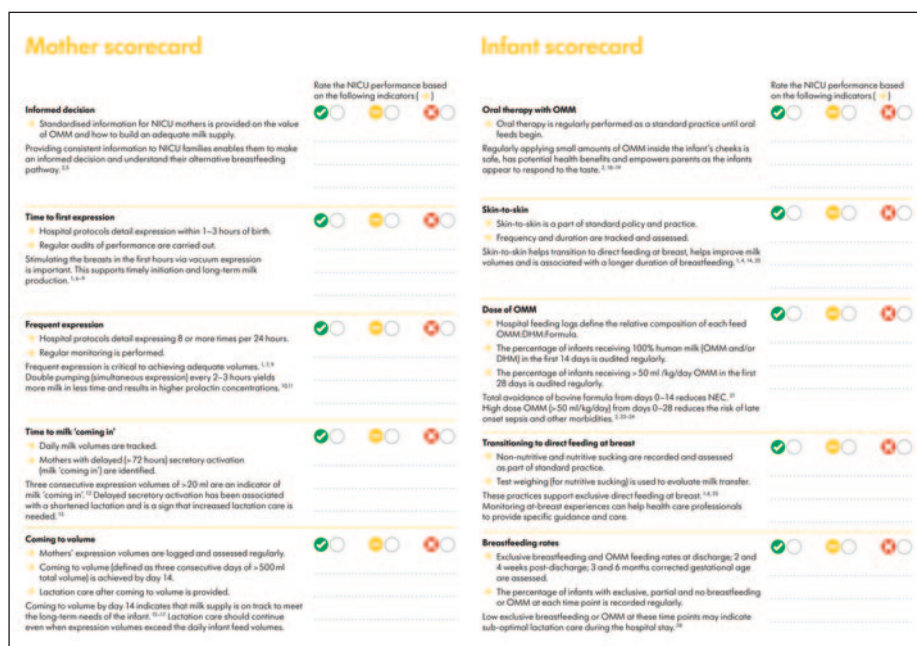 Mother scorecard
Rate the NICU performance based
on the following indicators ( )
Informed decision
Standardised information for NICU mothers is provided on the value
of OMM and how to build an adequate milk supply.
Providing consistent information to NICU families enables them to make
an informed decision and understand their alternative breastfeeding
pathway.
Time to first expression
Hospital protocols detail expression within 1–3 hours of birth.
Regular audits of performance are carried out.
Stimulating the breasts in the first hours via vacuum expression
is important. This supports timely initiation and long-term milk
production.
Frequent expression
Hospital protocols detail expressing 8 or more times per 24 hours.
Regular monitoring is performed.
Frequent expression is critical to achieving adequate volumes.
Double pumping (simultaneous expression) every 2–3 hours yields
more milk in less time and results in higher prolactin concentrations.
Time to milk ‘coming in’
Daily milk volumes are tracked.
Mothers with delayed (>72 hours) secretory activation
(milk ‘coming in’) are identified.
Three consecutive expression volumes of >20 ml are an indicator of
milk ‘coming in’. Delayed secretory activation has been associated
with a shortened lactation and is a sign that increased lactation care is
needed.
Coming to volume
Mothers’ expression volumes are logged and assessed regularly.
Coming to volume (defined as three consecutive days of >500 ml
total volume) is achieved by day 14.
Lactation care after coming to volume is provided.
Coming to volume by day 14 indicates that milk supply is on track to meet
the long-term needs of the infant. Lactation care should continue
even when expression volumes exceed the daily infant feed volumes.
Infant scorecard
Rate the NICU performance based
on the following indicators ( )
Oral therapy with OMM
Oral therapy is regularly performed as a standard practice until oral
feeds begin.
Regularly applying small amounts of OMM inside the infant’s cheeks is
safe, has potential health benefits and empowers parents as the infants
appear to respond to the taste.
Skin-to-skin
Skin-to-skin is a part of standard policy and practice.
Frequency and duration are tracked and assessed.
Skin-to-skin helps transition to direct feeding at breast, helps improve milk
volumes and is associated with a longer duration of breastfeeding.
Dose of OMM
Hospital feeding logs define the relative composition of each feed
OMM:DHM:Formula.
The percentage of infants receiving 100% human milk (OMM and/or
DHM) in the first 14 days is audited regularly.
The percentage of infants receiving >50 ml/kg/day OMM in the first
28 days is audited regularly.
Total avoidance of bovine formula from days 0–14 reduces NEC.
High dose OMM (>50 ml/kg/day) from days 0–28 reduces the risk of late
onset sepsis and other morbidities.
Transitioning to direct feeding at breast
Non-nutritive and nutritive sucking are recorded and assessed
as part of standard practice.
Test weighing (for nutritive sucking) is used to evaluate milk transfer.
These practices support exclusive direct feeding at breast.
Monitoring at-breast experiences can help health care professionals
to provide specific guidance and care.
Breastfeeding rates
Exclusive breastfeeding and OMM feeding rates at discharge; 2 and
4 weeks post-discharge; 3 and 6 months corrected gestational age
are assessed.
The percentage of infants with exclusive, partial and no breastfeeding
or OMM at each time point is recorded regularly.
Low exclusive breastfeeding or OMM at these time points may indicate
sub-optimal lactation care during the hospital stay.